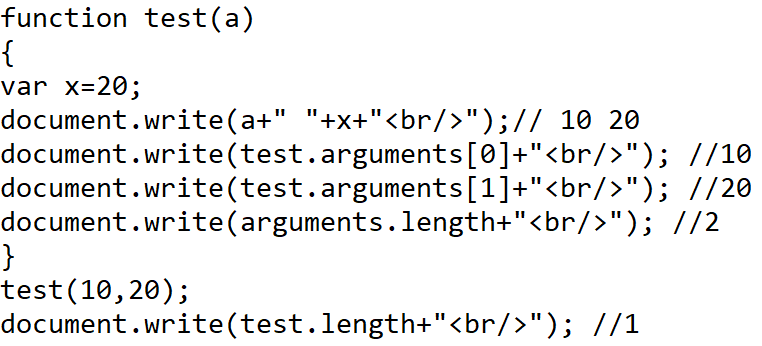 function test(a)
{
var x=20;
document.write(a+" "+x+"<br/>");// 10 20
document.write(test.arguments[0]+"<br/>"); //10
document.write(test.arguments[1]+"<br/>"); //20
document.write(arguments.length+"<br/>"); //2
}
test(10,20);
document.write(test.length+"<br/>"); //1